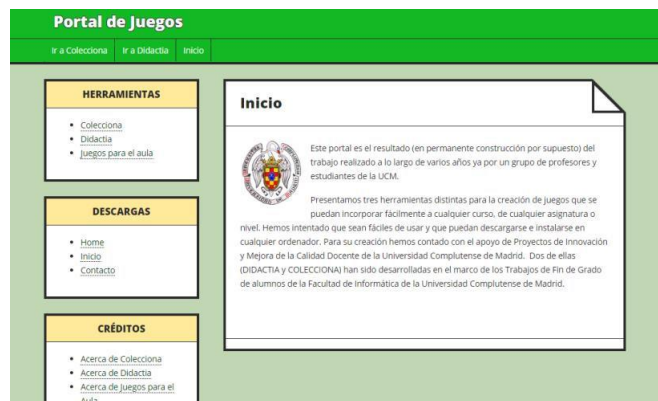 Portal de Juegos
Ir a Colecciona Ir a Didactia Inicio
HERRAMIENTAS
Colecciona
Didactia
Juegos para el aula
DESCARGAS
Home
Inicio
Contacto
CRÉDITOS
Acerca de Colecciona
Acerca de Didactia
Acerca de Juegos para el
Aula
Inicio
Este portal es el resultado (en permanente construcción por supuesto) del
trabajo realizado a lo largo de varios años ya por un grupo de profesores y
estudiantes de la UCM.
Presentamos tres herramientas distintas para la creación de juegos que se
puedan incorporar fácilmente a cualquier curso, de cualquier asignatura o
nivel. Hemos intentado que sean fáciles de usar y que puedan descargarse e instalarse en
cualquier ordenador. Para su creación hemos contado con el apoyo de Proyectos de Innovación
y Mejora de la Calidad Docente de la Universidad Complutense de Madrid. Dos de ellas
(DIDACTIA y COLECCIONA) han sido desarrolladas en el marco de los Trabajos de Fin de Grado
de alumnos de la Facultad de Informática de la Universidad Complutense de Madrid.